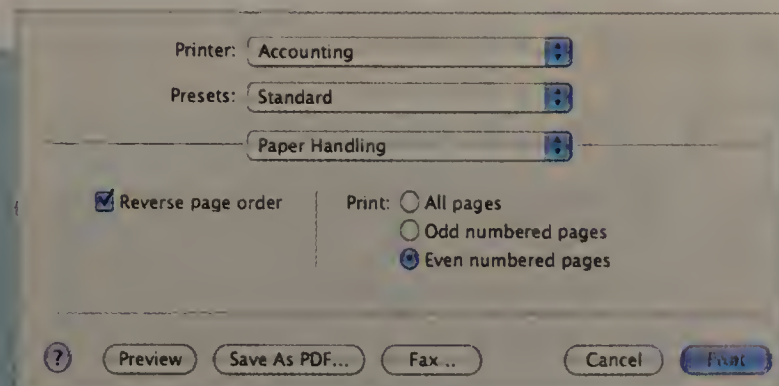 Printer: Accounting
Presets: Standard
Paper Handling
Reverse page order Print: All pages
Odd numbered pages
Even numbered pages
? Preview Save As PDF... Fax... Cancel Print